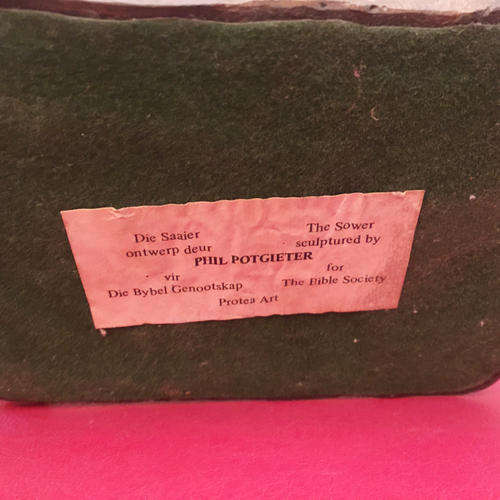 Die Saaier The Sower
ontwerp deur sculptured by
PHIL POTGIETER
vir for
Die Bybel Genootskap The Bible Society
Protea Art